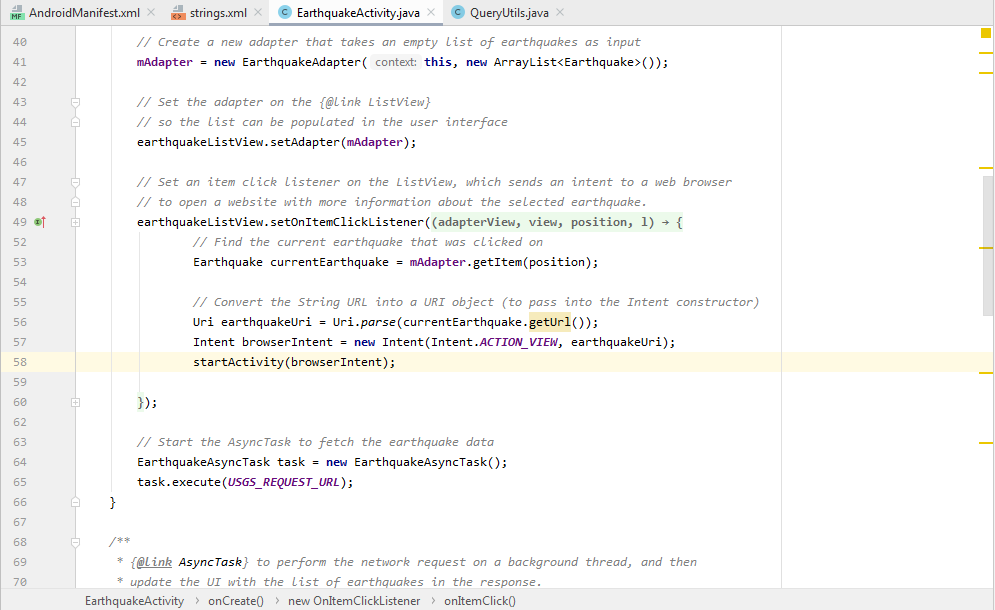 AndroidManifest.xml strings.xml EarthquakeActivity.java QueryUtils.java
40 // Create a new adapter that takes an empty list of earthquakes as input
41 mAdapter = new EarthquakeAdapter( context: this, new ArrayList<Earthquake>());
42
43 // Set the adapter on the {@link ListView}
44 // so the list can be populated in the user interface
45 earthquakeListView.setAdapter(mAdapter);
46
47 // Set an item click listener on the ListView, which sends an intent to a web browser
48 // to open a website with more information about the selected earthquake.
49 earthquakeListView.setOnItemClickListener((adapterView, view, position, l) → {
52 // Find the current earthquake that was clicked on
53 Earthquake currentEarthquake = mAdapter.getItem(position);
54
55 // Convert the String URL into a URI object (to pass into the Intent constructor)
56 Uri earthquakeUri = Uri.parse(currentEarthquake.getUrl());
57 Intent browserIntent = new Intent(Intent.ACTION_VIEW, earthquakeUri);
58 startActivity(browserIntent);
59
60 });
62
63 // Start the AsyncTask to fetch the earthquake data
64 EarthquakeAsyncTask task = new EarthquakeAsyncTask();
65 task.execute(USGS_REQUEST_URL);
66 }
67
68 /**
69 * {@link AsyncTask} to perform the network request on a background thread, and then
70 * update the UI with the list of earthquakes in the response.
EarthquakeActivity › onCreate() › new OnItemClickListener › onItemClick()